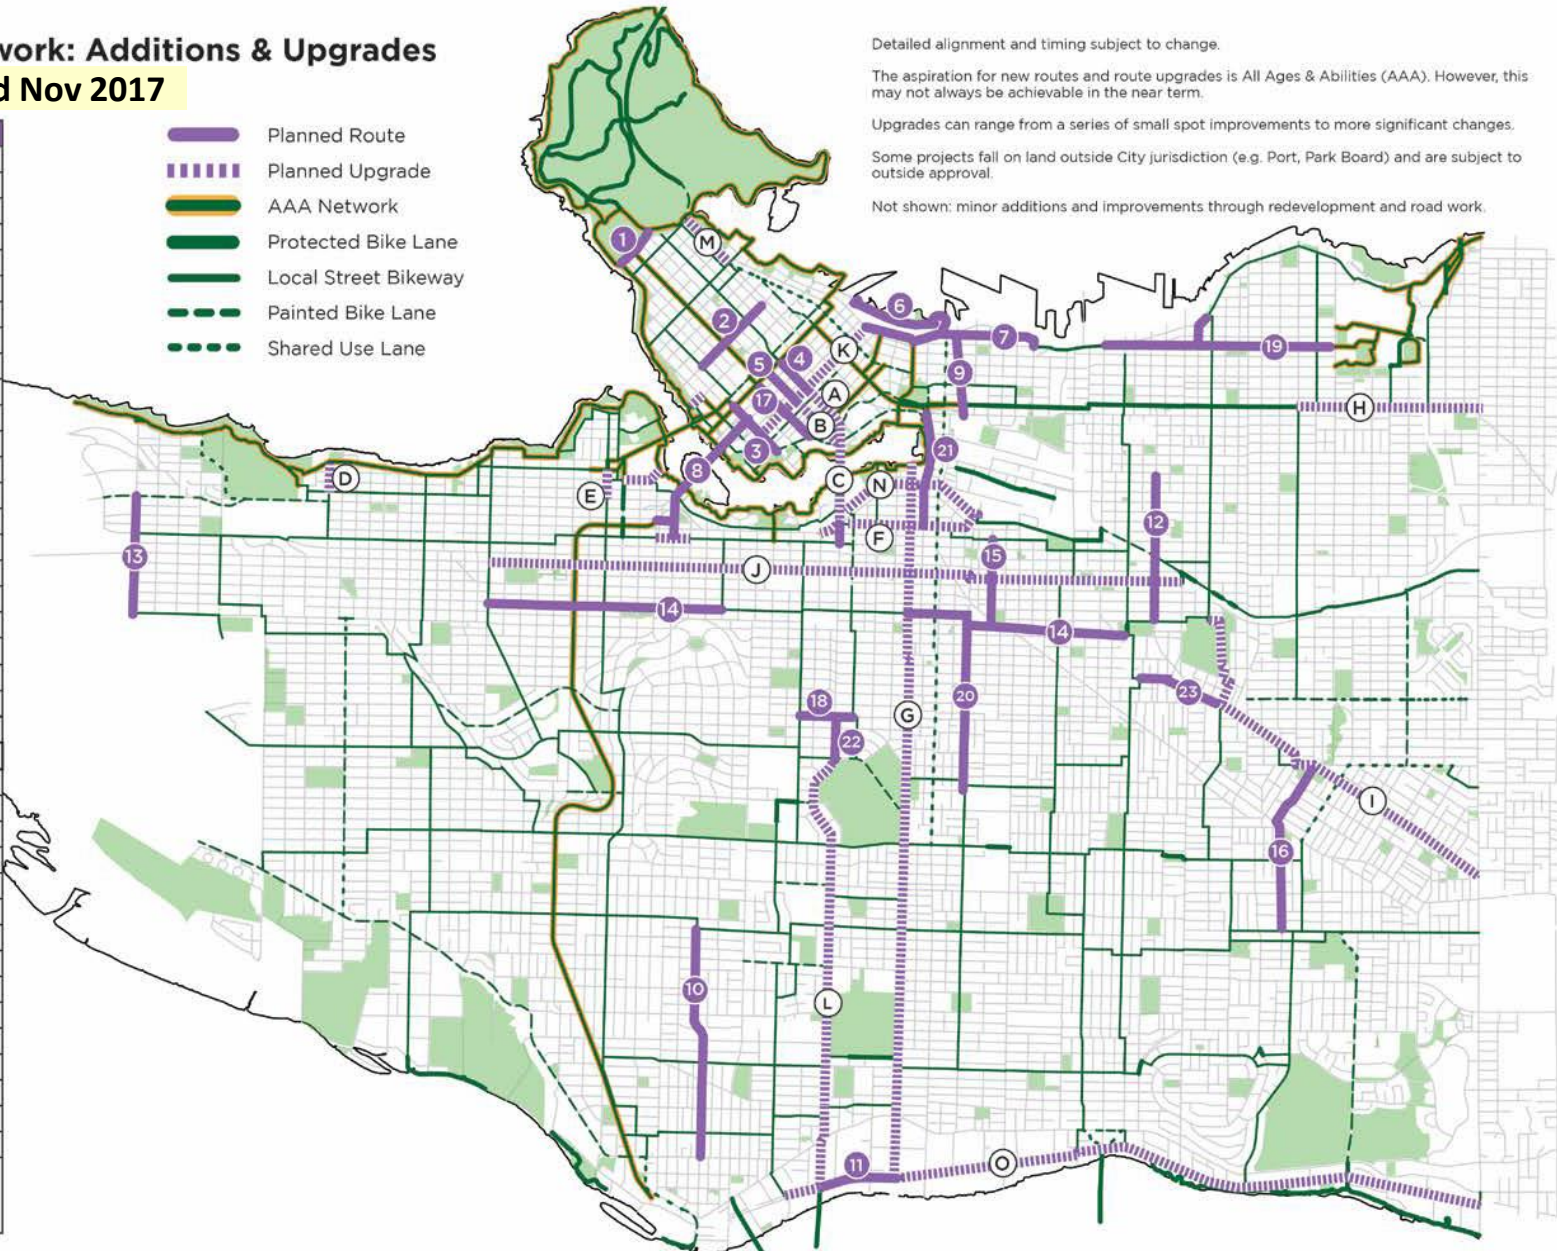 work: Additions & Upgrades
d Nov 2017
Planned Route
Planned Upgrade
AAA Network
Protected Bike Lane
Local Street Bikeway
Painted Bike Lane
Shared Use Lane
Detailed alignment and timing subject to change.
The aspiration for new routes and route upgrades is All Ages & Abilities (AAA). However, this
may not always be achievable in the near term.
Upgrades can range from a series of small spot improvements to more significant changes.
Some projects fall on land outside City jurisdiction (e.g. Port, Park Board) and are subject to
outside approval.
Not shown: minor additions and improvements through redevelopment and road work.
1
M
6
2
7
K
19
5
4
9
A
17
H
B
3
21
8
D
C
N
E
12
F
13
15
J
14
14
23
20
18
G
22
I
16
10
L
11
O